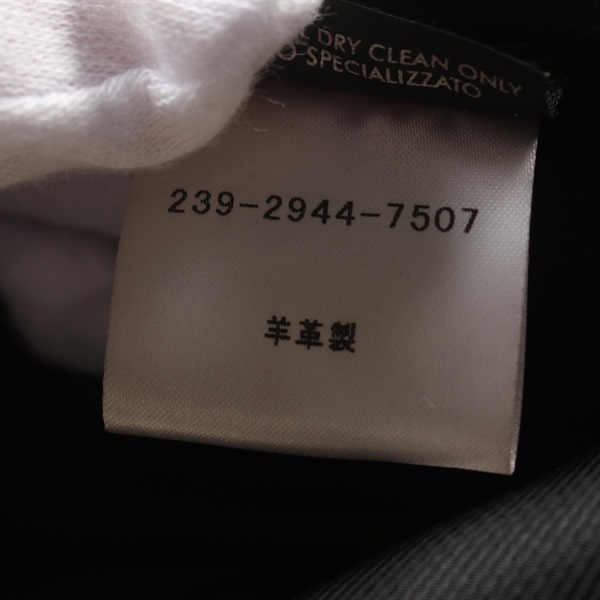 DRY CLEAN ONLY
SPECIALIZZATO
239-2944-7507
羊革製